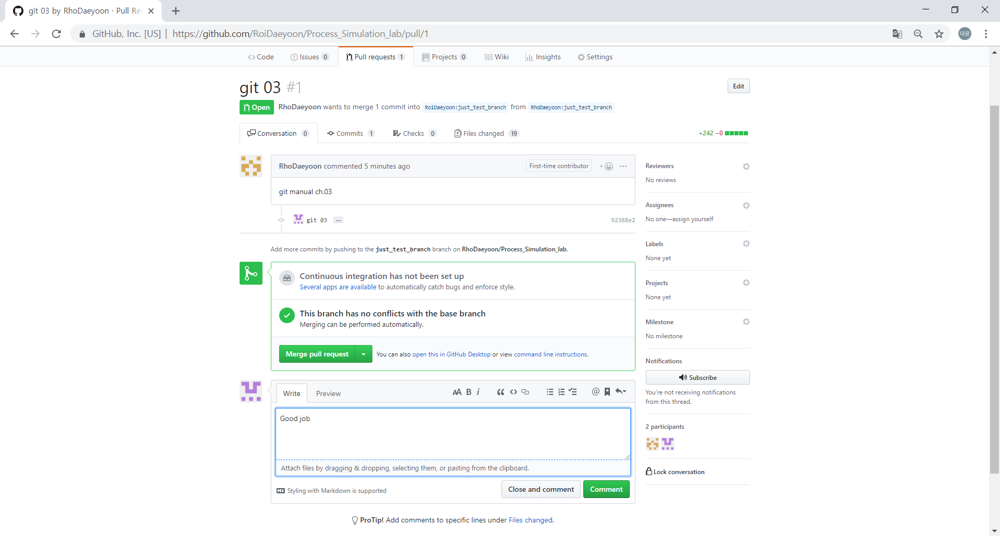 git 03 by RhoDaeyoon · Pull Re
GitHub, Inc. [US] | https://github.com/RoiDaeyoon/Process_Simulation_lab/pull/1
대윤
Code
Issues 0
Pull requests 1
Projects 0
Wiki
Insights
Settings
git 03 #1
Edit
Open RhoDaeyoon wants to merge 1 commit into RoiDaeyoon:just_test_branch from RhoDaeyoon:just_test_branch
Conversation 0
Commits 1
Checks 0
Files changed 19
+242 −0
RhoDaeyoon commented 5 minutes ago
First-time contributor
git manual ch.03
git 03 …
92388e2
Add more commits by pushing to the just_test_branch branch on RhoDaeyoon/Process_Simulation_lab.
Continuous integration has not been set up
Several apps are available to automatically catch bugs and enforce style.
This branch has no conflicts with the base branch
Merging can be performed automatically.
Merge pull request
You can also open this in GitHub Desktop or view command line instructions.
Write
Preview
AA B i
Good job
Attach files by dragging & dropping, selecting them, or pasting from the clipboard.
Styling with Markdown is supported
Close and comment
Comment
ProTip! Add comments to specific lines under Files changed.
Reviewers
No reviews
Assignees
No one—assign yourself
Labels
None yet
Projects
None yet
Milestone
No milestone
Notifications
Subscribe
You're not receiving notifications
from this thread.
2 participants
Lock conversation